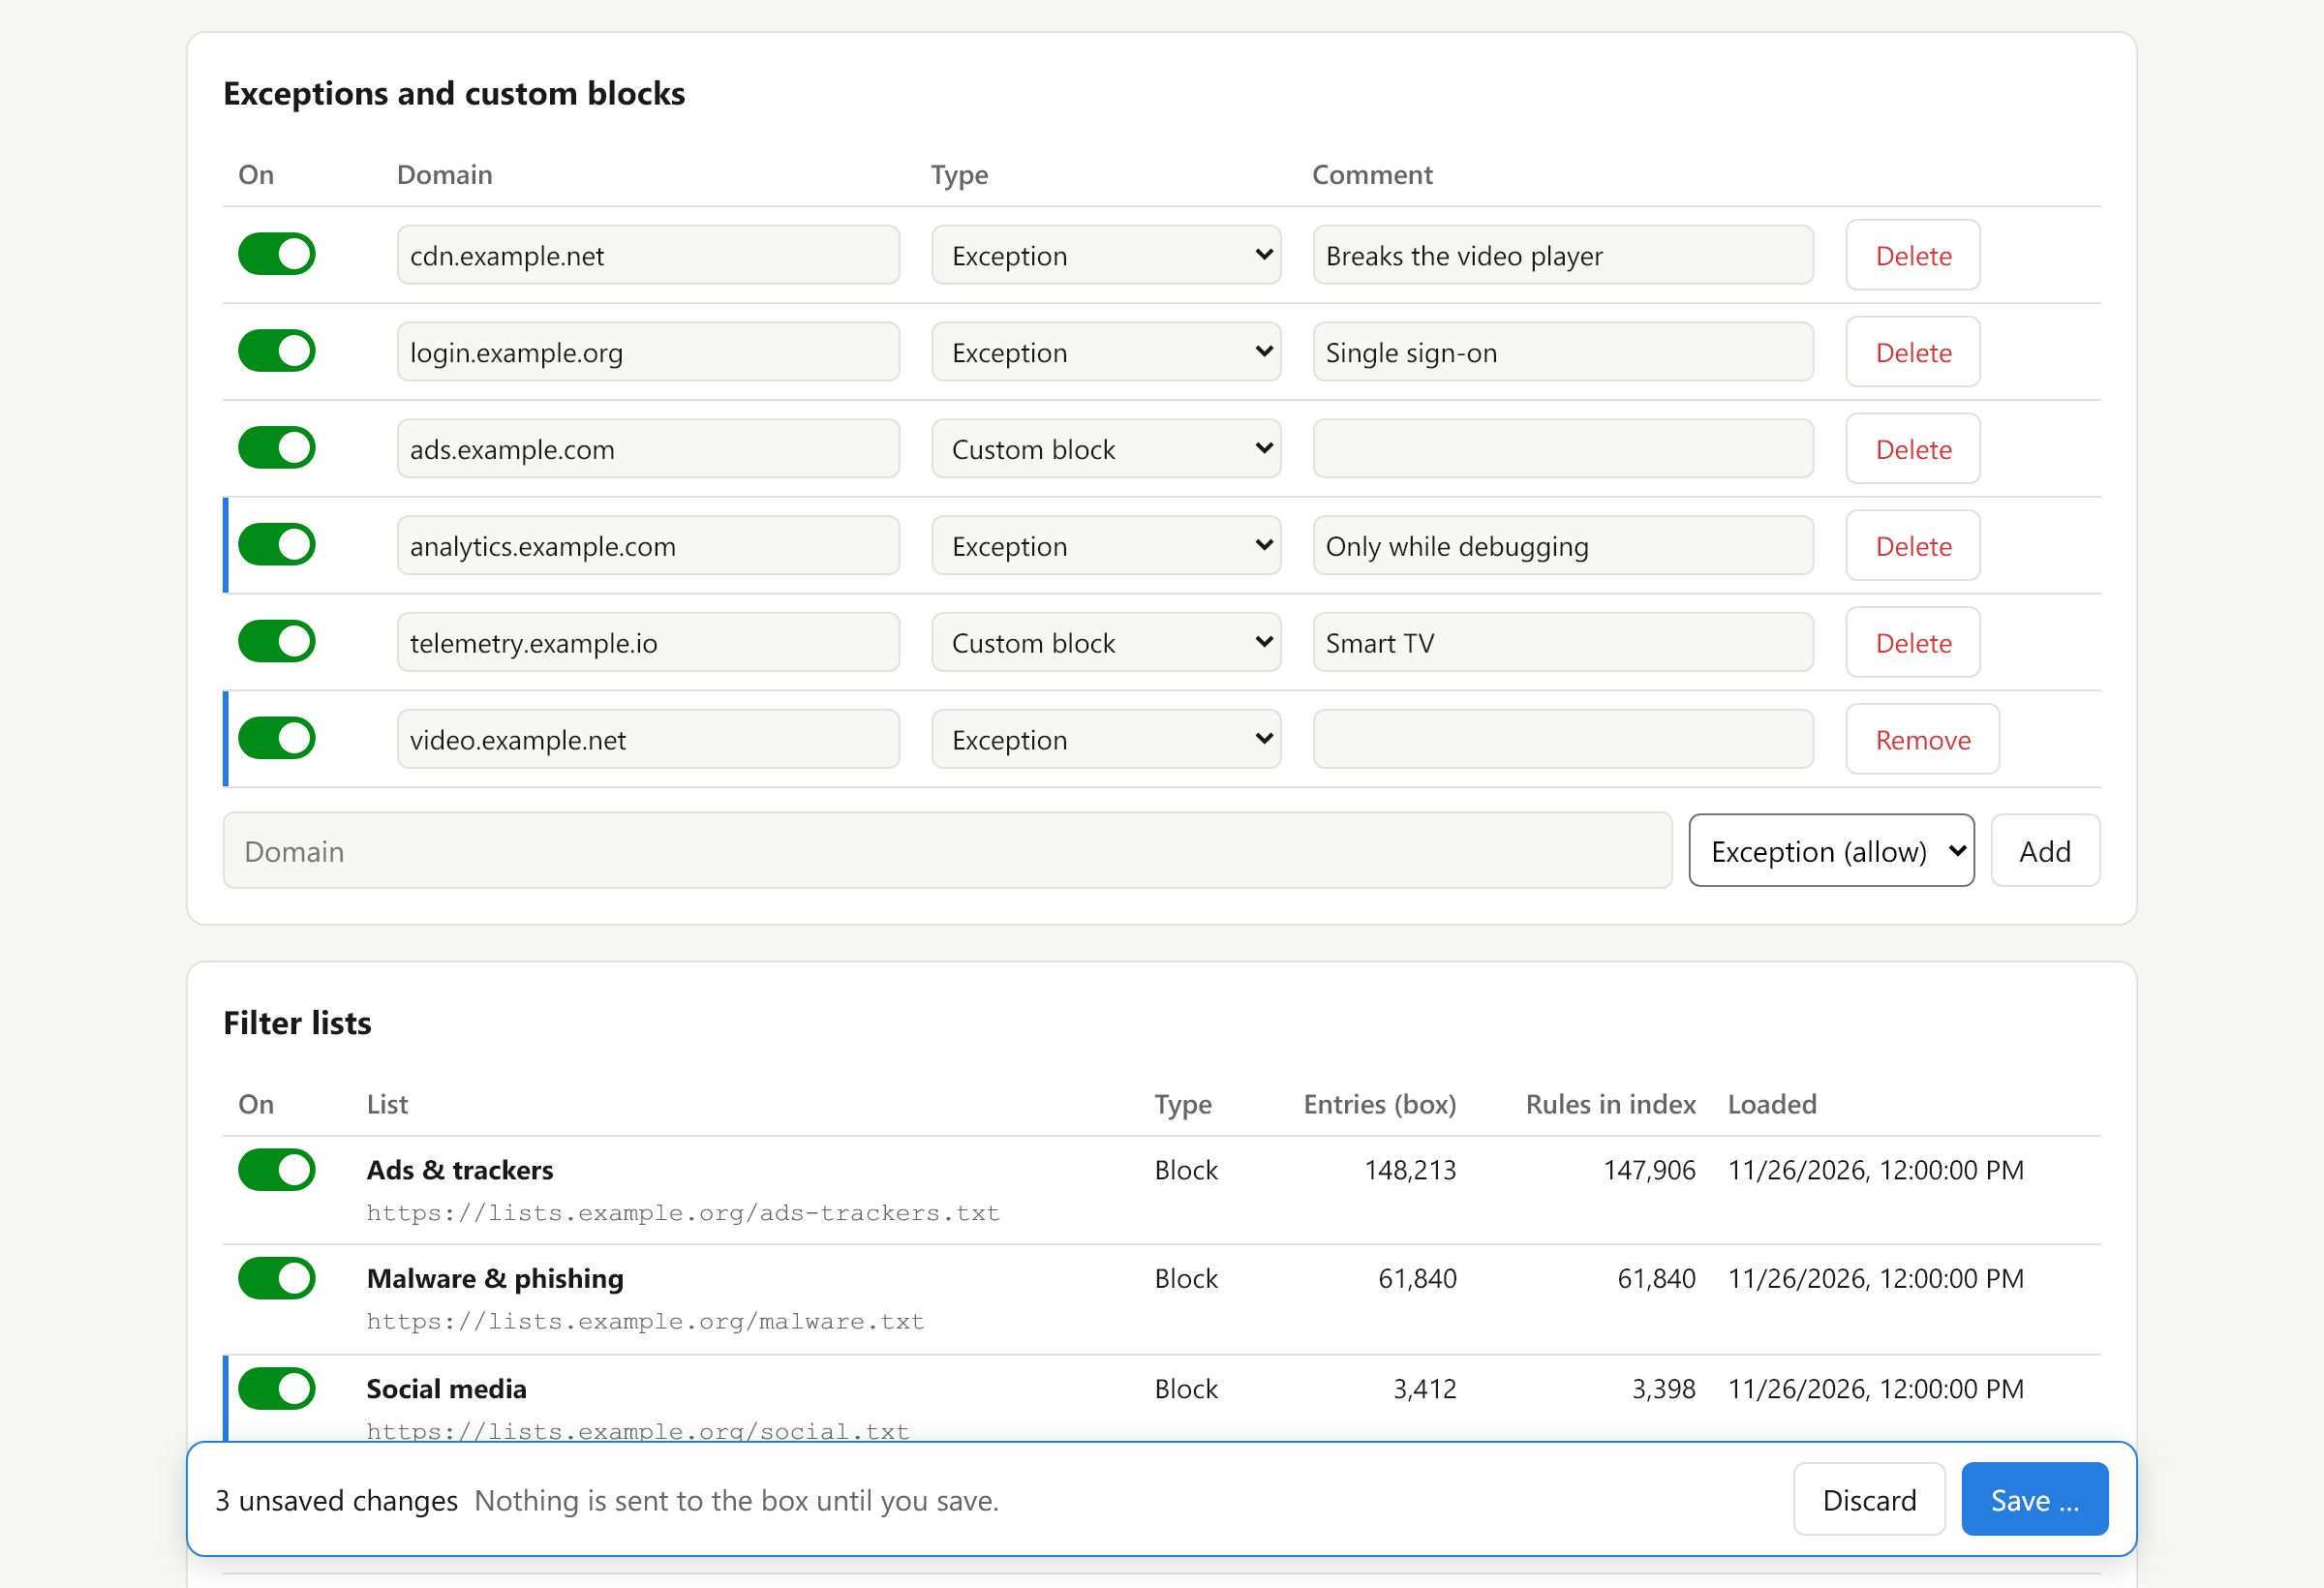 Exceptions and custom blocks
On Domain Type Comment
cdn.example.net Exception Breaks the video player Delete
login.example.org Exception Single sign-on Delete
ads.example.com Custom block Delete
analytics.example.com Exception Only while debugging Delete
telemetry.example.io Custom block Smart TV Delete
video.example.net Exception Remove
Domain Exception (allow) Add
Filter lists
On List Type Entries (box) Rules in index Loaded
Ads & trackers Block 148,213 147,906 11/26/2026, 12:00:00 PM
https://lists.example.org/ads-trackers.txt
Malware & phishing Block 61,840 61,840 11/26/2026, 12:00:00 PM
https://lists.example.org/malware.txt
Social media Block 3,412 3,398 11/26/2026, 12:00:00 PM
https://lists.example.org/social.txt
3 unsaved changes Nothing is sent to the box until you save. Discard Save ...